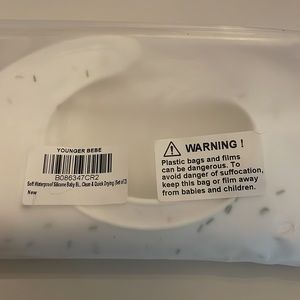 YOUNGER BEBE
B086347CR2
Soft Waterproof Silicone Baby Bi... Clean & Quick Drying (Set of 2)
New
WARNING !
Plastic bags and films
can be dangerous. To
avoid danger of suffocation,
keep this bag or film away
from babies and children.